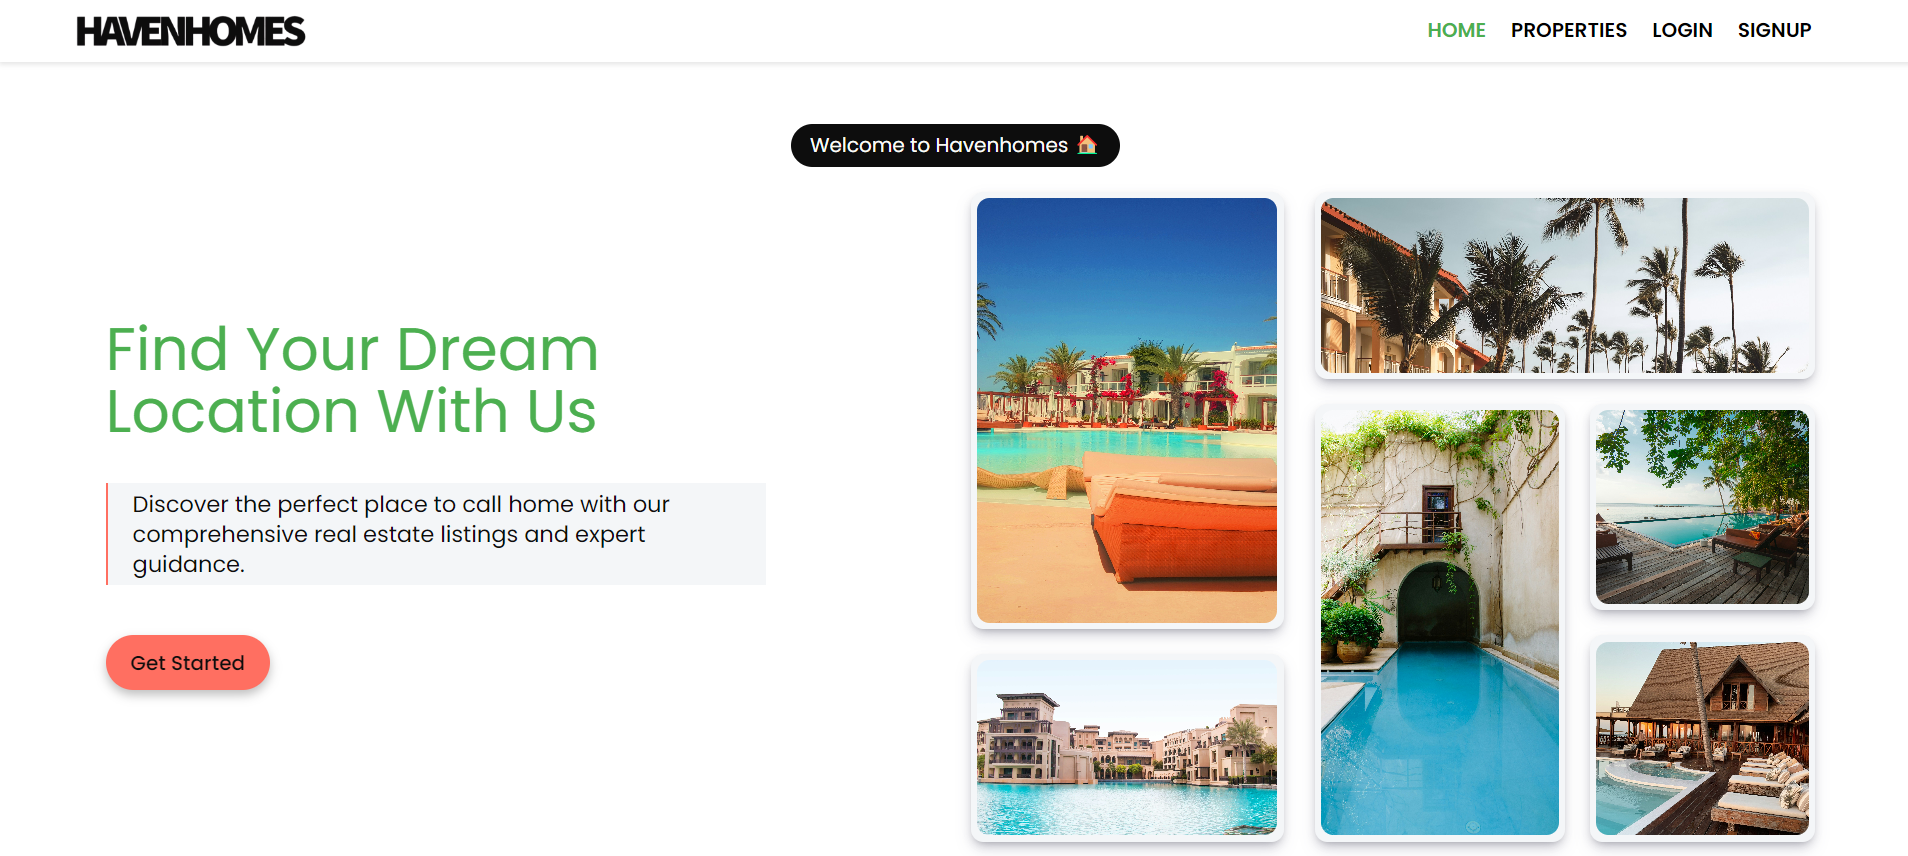 HAVENHOMES
HOME PROPERTIES LOGIN SIGNUP
Welcome to Havenhomes 🏠
Find Your Dream
Location With Us
Discover the perfect place to call home with our
comprehensive real estate listings and expert
guidance.
Get Started